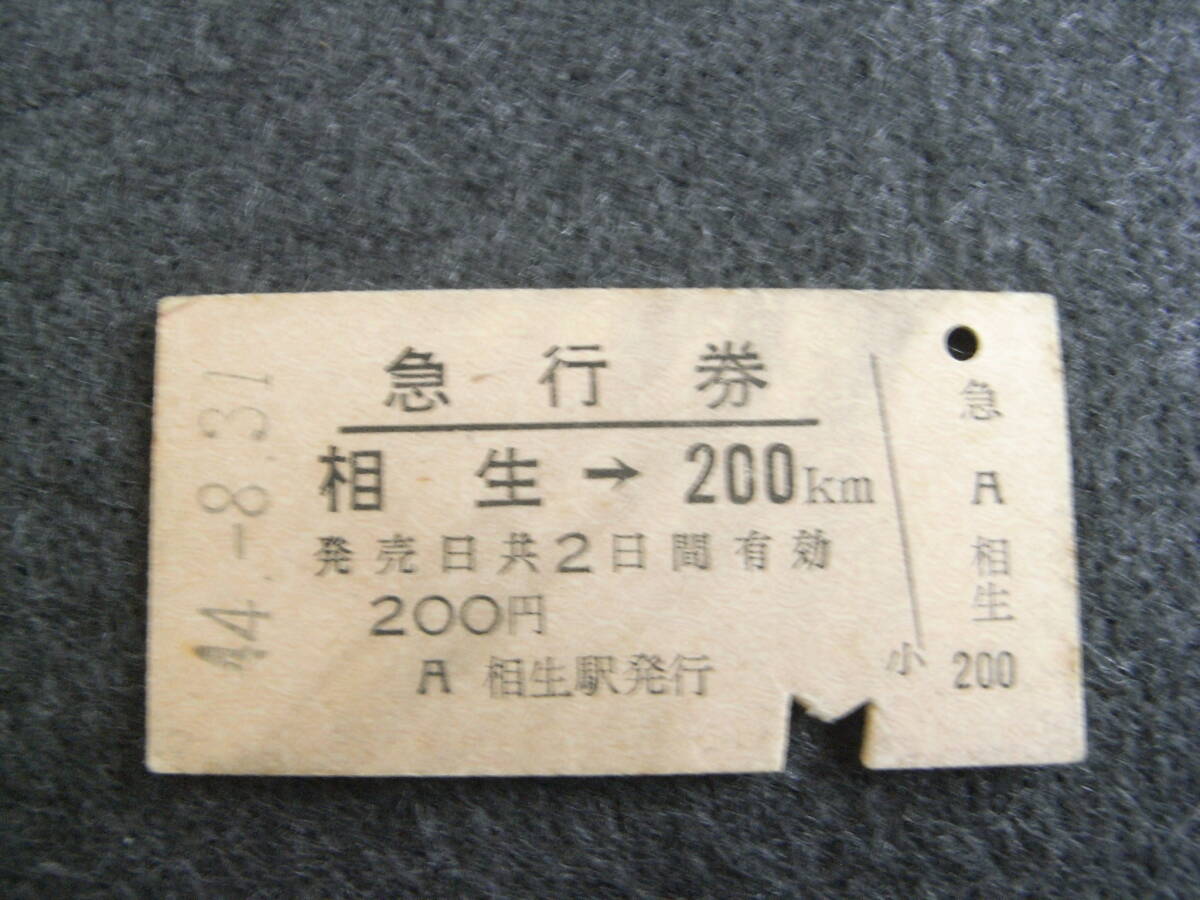 44.-8.31
急行券
相生→200km
発売日共2日間有効
200円
A 相生駅発行
小
急
A
相生
200